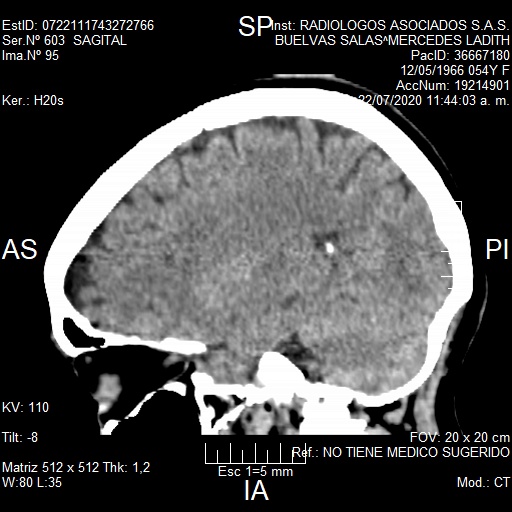 EstID: 0722111743272766
Ser.Nº 603 SAGITAL
Ima.Nº 95
Ker.: H20s
SP
Inst: RADIOLOGOS ASOCIADOS S.A.S.
BUELVAS SALAS^MERCEDES LADITH
PacID: 36667180
12/05/1966 054Y F
AccNum: 19214901
22/07/2020 11:44:03 a. m.
AS
PI
KV: 110
Tilt: -8
Matriz 512 x 512 Thk: 1,2
W:80 L:35
Esc 1=5 mm
IA
FOV: 20 x 20 cm
Ref.: NO TIENE MEDICO SUGERIDO
Mod.: CT